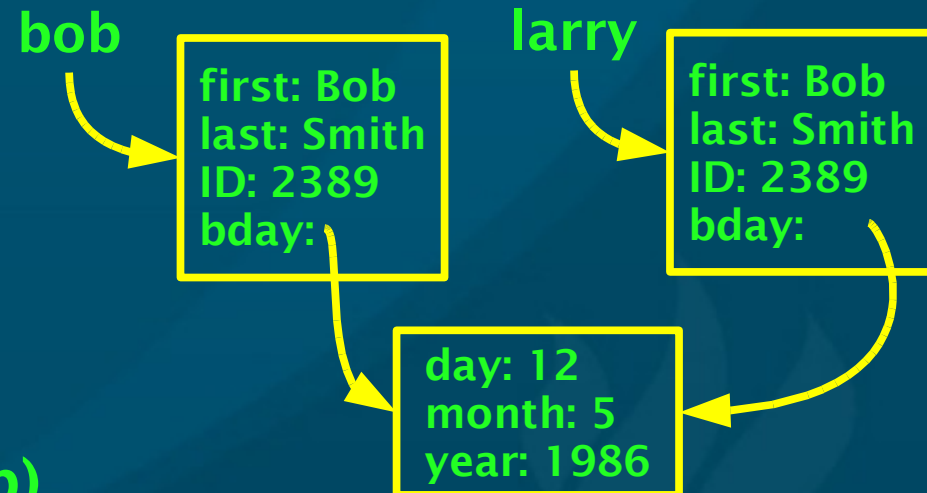 bob
first: Bob
last: Smith
ID: 2389
bday:
larry
first: Bob
last: Smith
ID: 2389
bday:
day: 12
month: 5
year: 1986